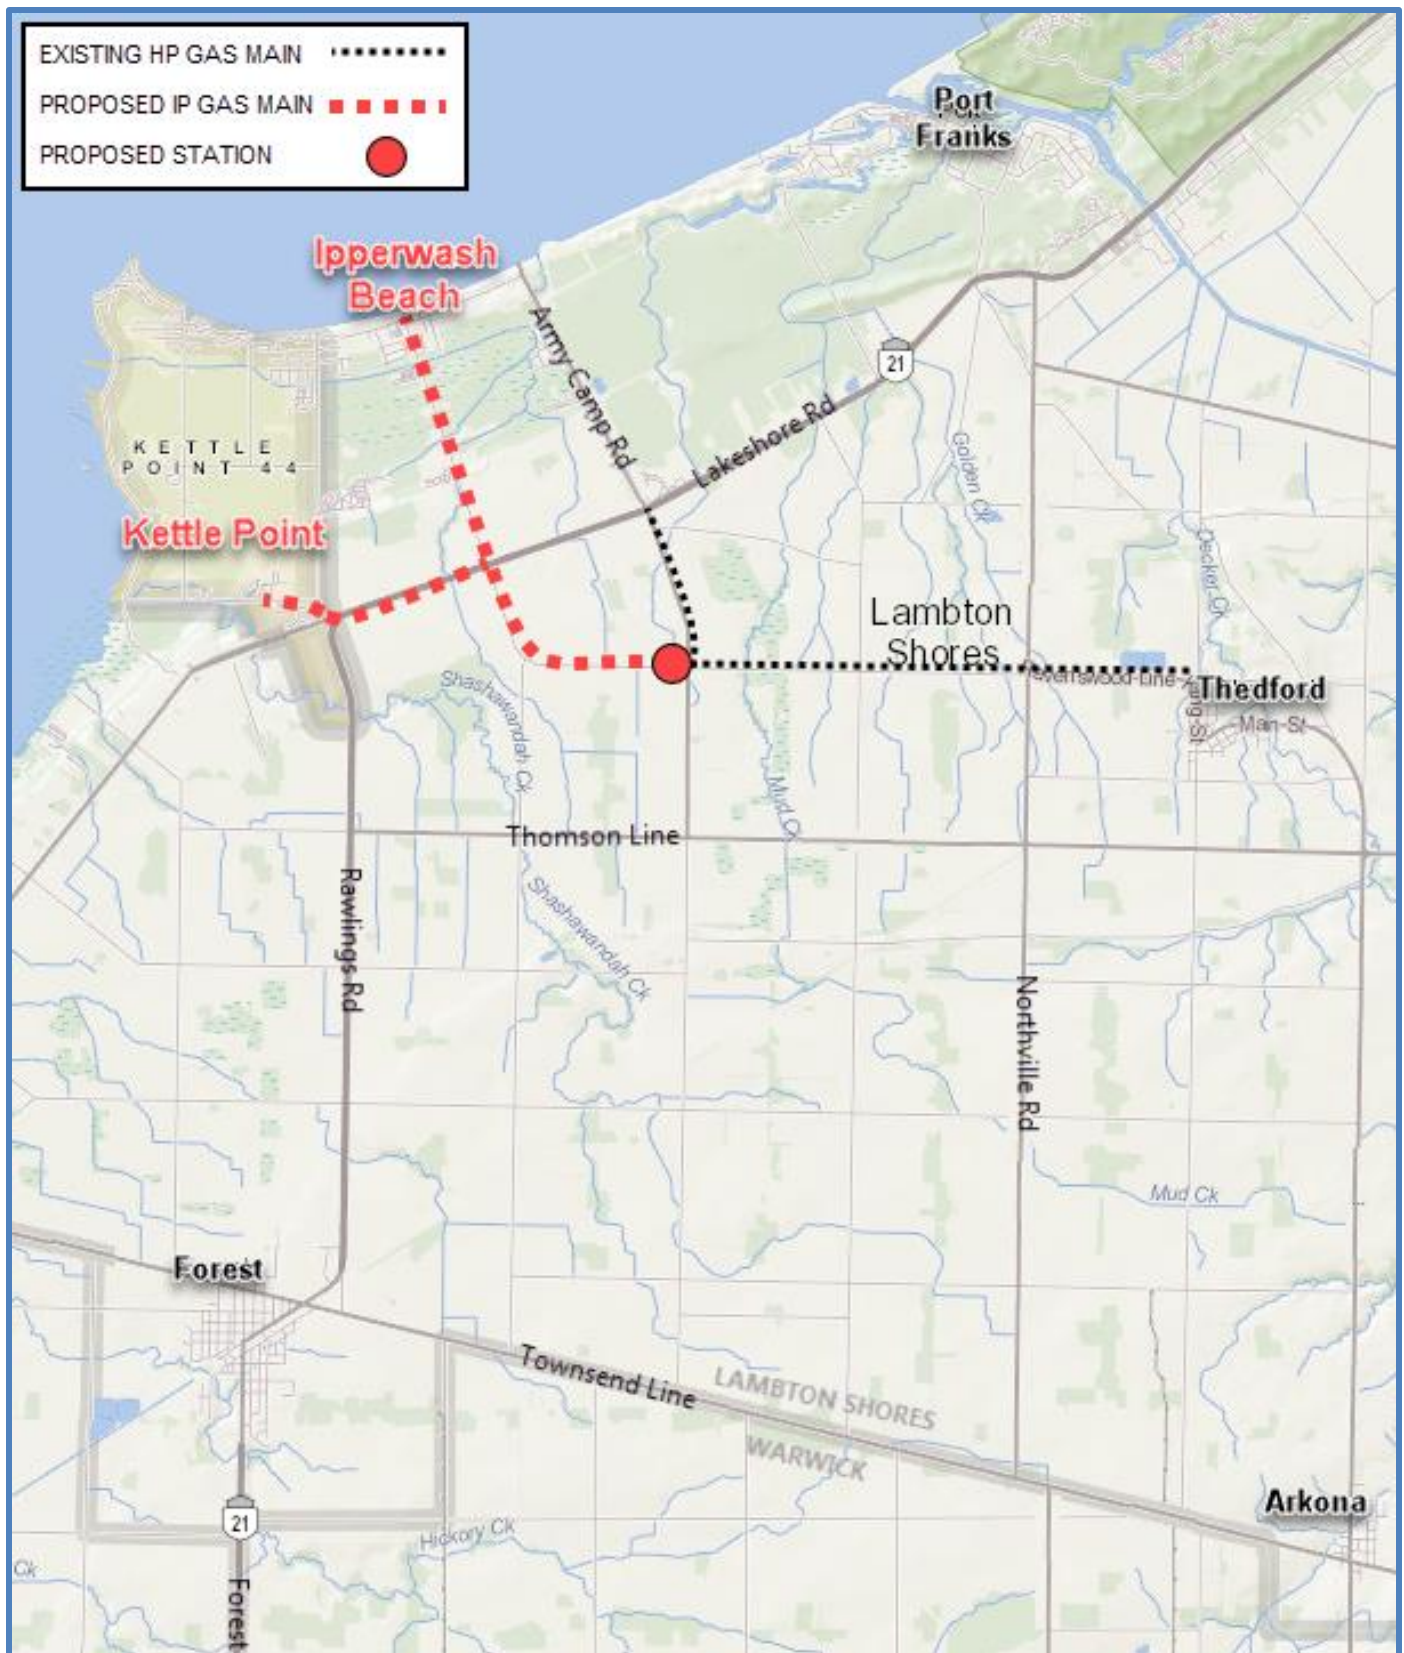 EXISTING HP GAS MAIN
PROPOSED IP GAS MAIN
PROPOSED STATION
Port
Franks
Ipperwash
Beach
Army Camp Rd
21
Lakeshore Rd
KETTLE
POINT 44
Golden Ck
Kettle Point
Decker Ck
Lambton
Shores
Line
Thedford
Main St
Shashawandah Ck
Mud Ck
Thomson Line
Rawlings Rd
Shashawandah Ck
Northville Rd
Mud Ck
Forest
Townsend Line
LAMBTON SHORES
WARWICK
Arkona
21
Hickory Ck
Ck
Forest